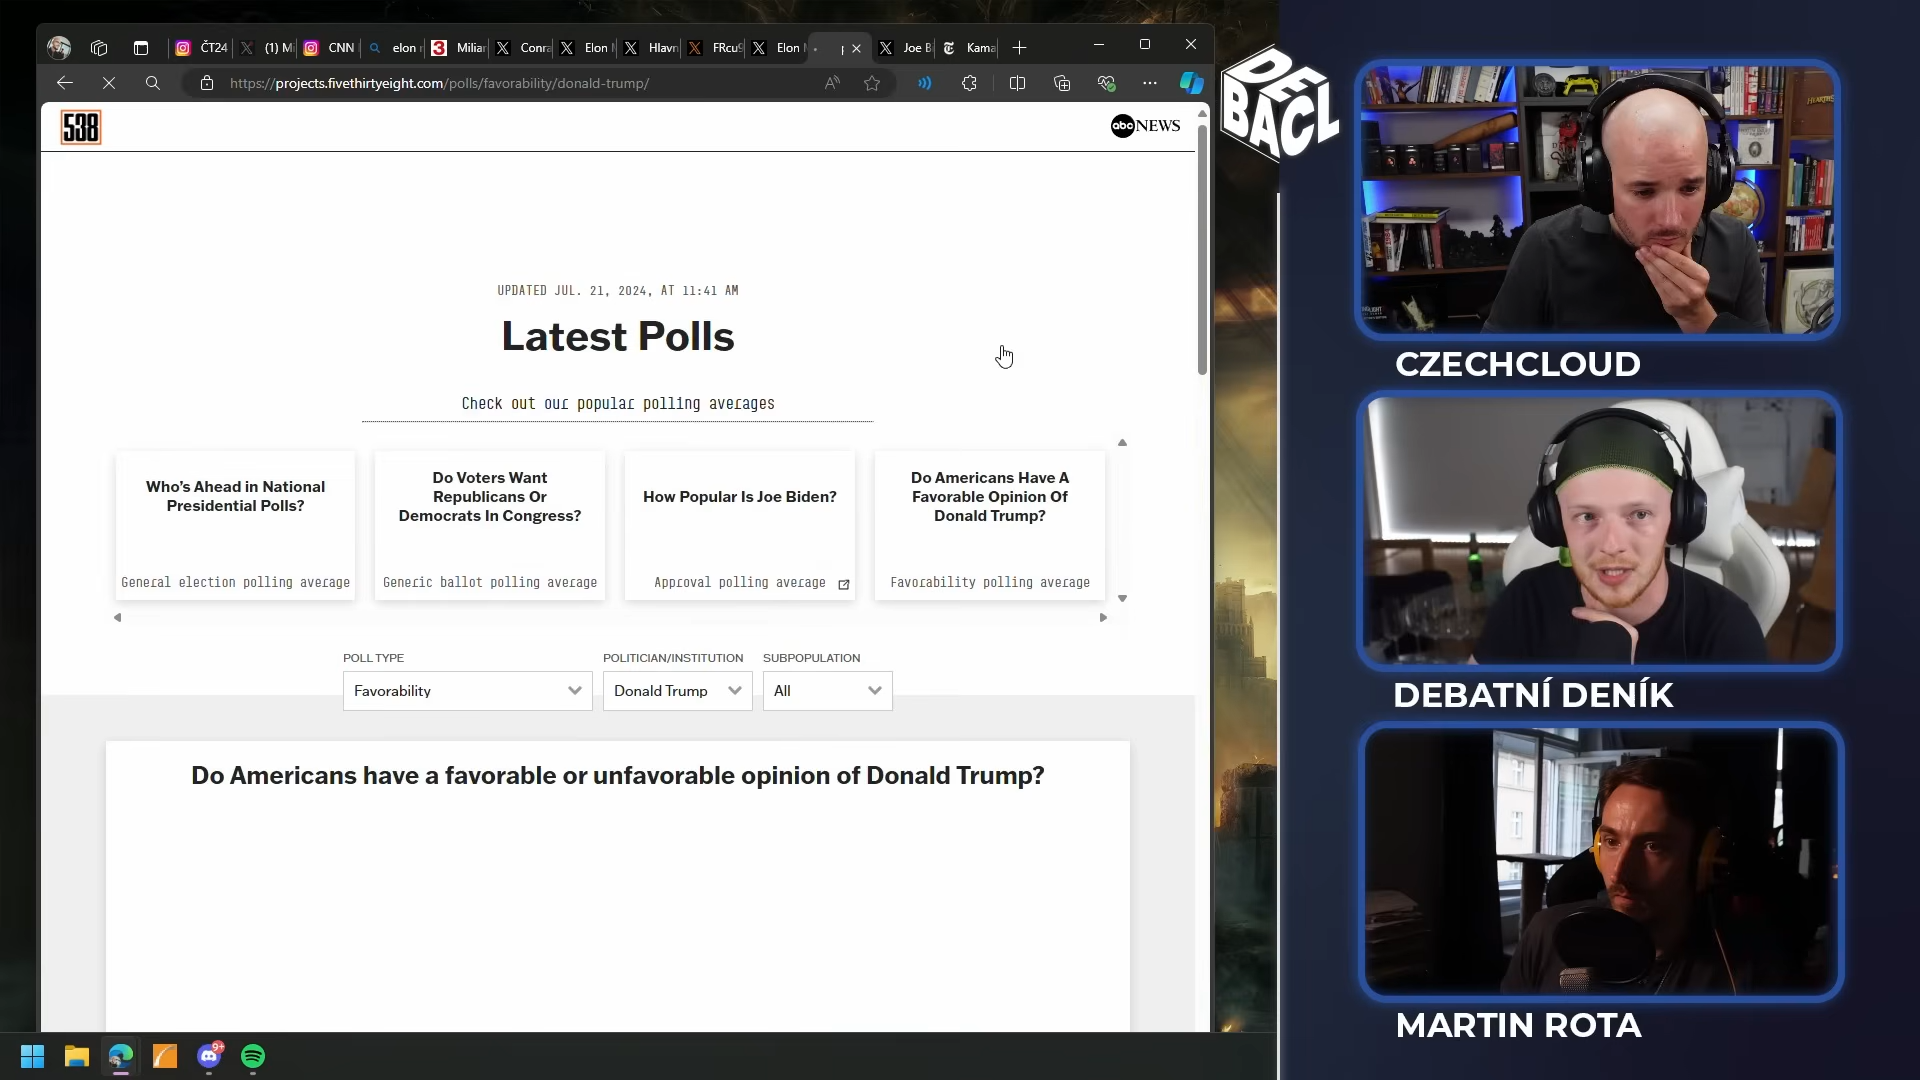 ČT24
(1) M
CNN
elon
3
Miliar
Conra
Elon
Hlavn
FRcu9
Elon
Joe B
Kama
https://projects.fivethirtyeight.com/polls/favorability/donald-trump/
538
abc NEWS
UPDATED JUL. 21, 2024, AT 11:41 AM
Latest Polls
Check out our popular polling averages
Who's Ahead in National
Presidential Polls?
General election polling average
Do Voters Want
Republicans Or
Democrats In Congress?
Generic ballot polling average
How Popular Is Joe Biden?
Approval polling average
Do Americans Have A
Favorable Opinion Of
Donald Trump?
Favorability polling average
POLL TYPE
Favorability
POLITICIAN/INSTITUTION
Donald Trump
SUBPOPULATION
All
Do Americans have a favorable or unfavorable opinion of Donald Trump?
9+
DE
BACL
CZECHCLOUD
DEBATNÍ DENÍK
MARTIN ROTA